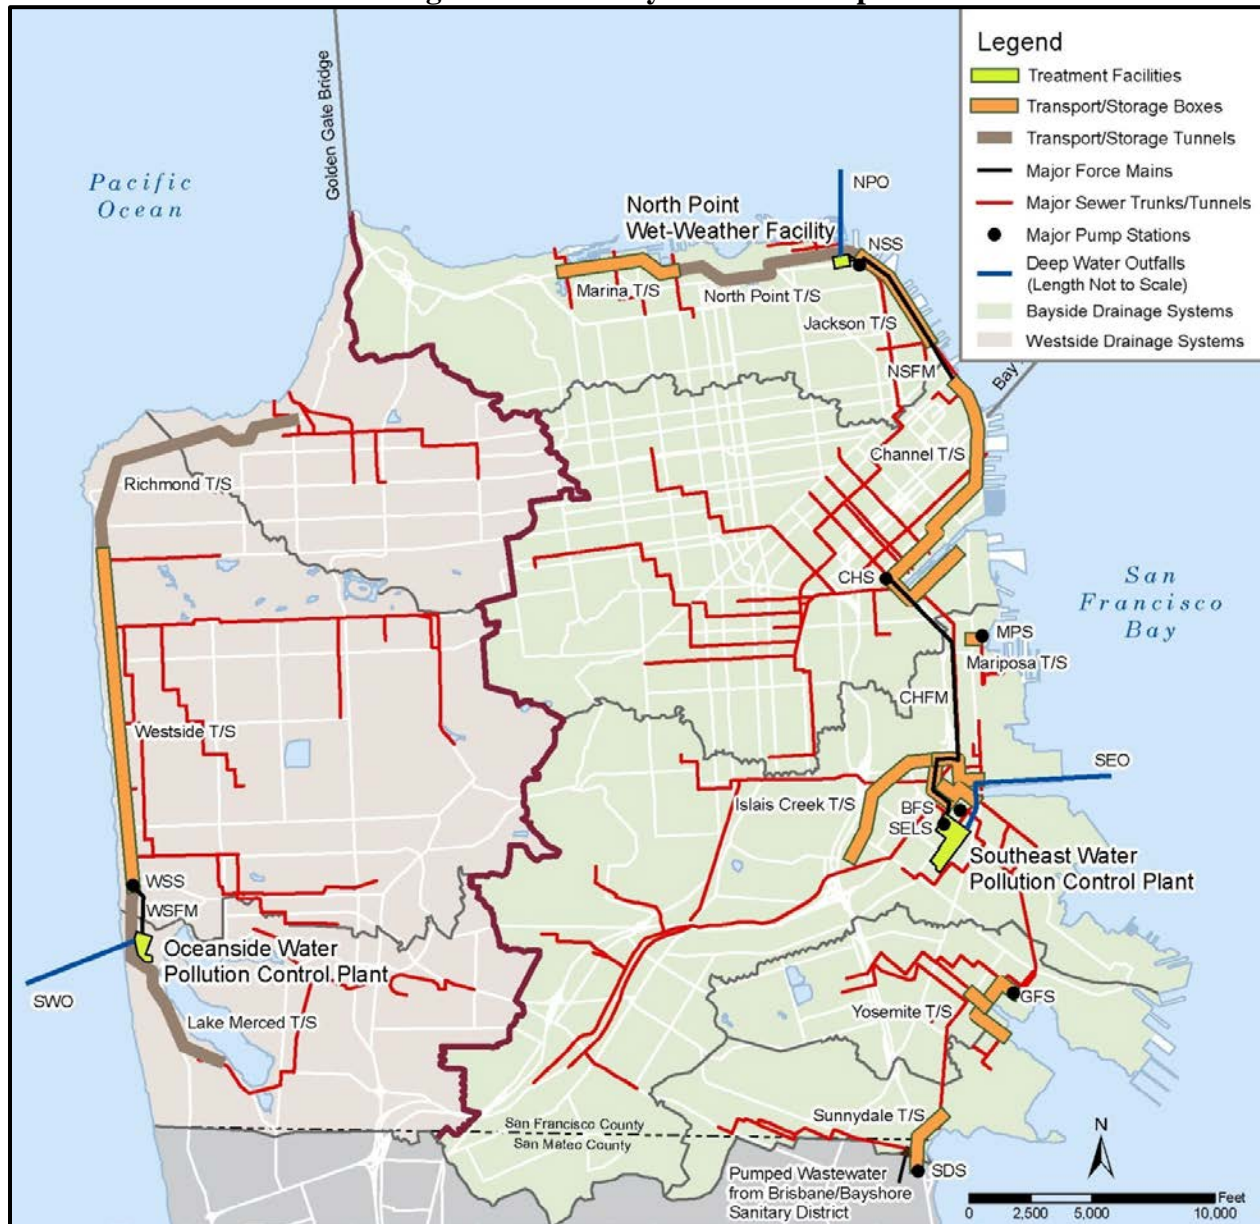 Legend
Treatment Facilities
Transport/Storage Boxes
Transport/Storage Tunnels
Major Force Mains
Major Sewer Trunks/Tunnels
Major Pump Stations
Deep Water Outfalls
(Length Not to Scale)
Bayside Drainage Systems
Westside Drainage Systems
Golden Gate Bridge
Pacific
Ocean
NPO
North Point
Wet-Weather Facility
NSS
Marina T/S
North Point T/S
Jackson T/S
NSFM
Bay
Channel T/S
Richmond T/S
CHS
San
Francisco
Bay
MPS
Mariposa T/S
CHFM
Westside T/S
SEO
Islais Creek T/S
BFS
SELS
Southeast Water
Pollution Control Plant
WSS
WSFM
Oceanside Water
Pollution Control Plant
SWO
Lake Merced T/S
GFS
Yosemite T/S
Sunnydale T/S
San Francisco County
San Mateo County
SDS
Pumped Wastewater
from Brisbane/Bayshore
Sanitary District
N
Feet
0 2,500 5,000 10,000